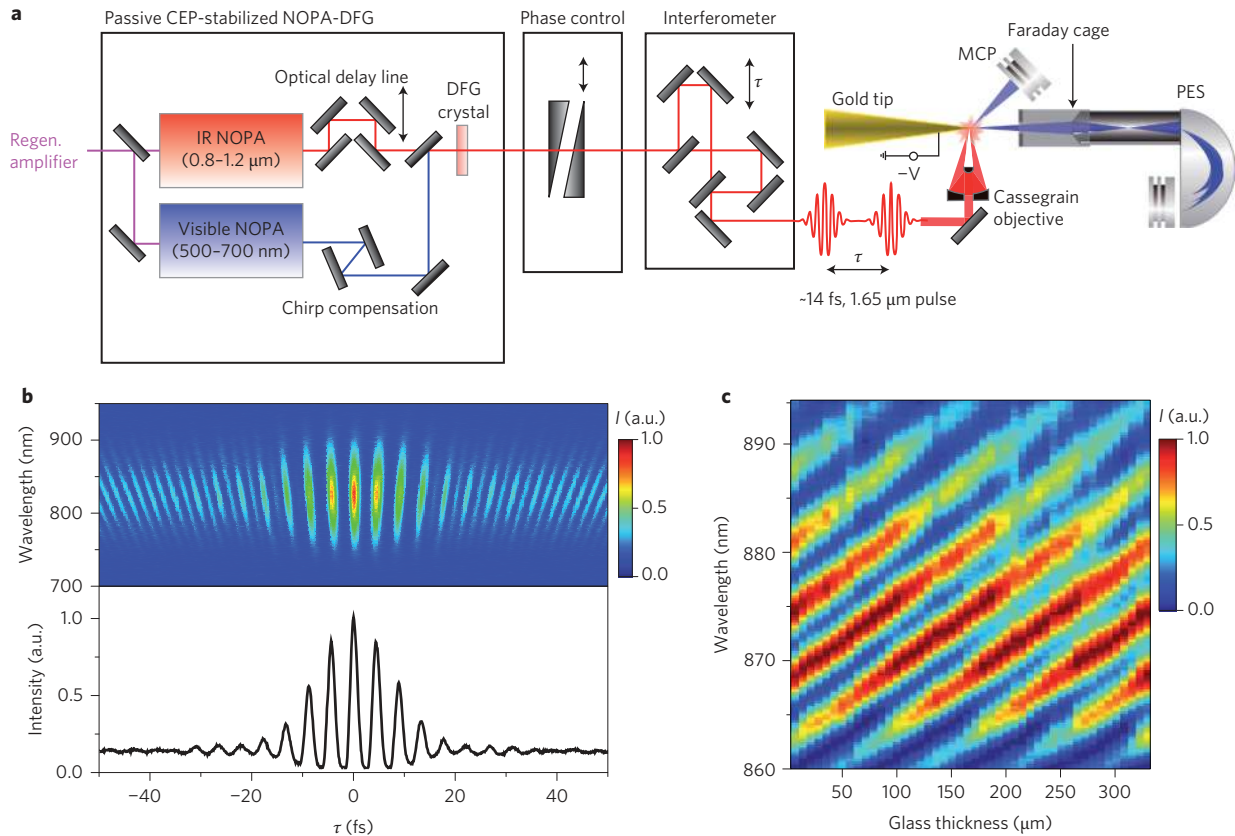 a
Passive CEP-stabilized NOPA-DFG
Phase control
Interferometer
Faraday cage
MCP
Optical delay line
DFG
crystal
τ
Gold tip
PES
Regen.
amplifier
IR NOPA
(0.8–1.2 μm)
−V
Visible NOPA
(500–700 nm)
Cassegrain
objective
Chirp compensation
τ
~14 fs, 1.65 μm pulse
b
I (a.u.)
1.0
0.5
0.0
Wavelength (nm)
900
800
700
Intensity (a.u.)
1.0
0.5
0.0
−40
−20
0
20
40
τ (fs)
c
I (a.u.)
1.0
0.5
0.0
Wavelength (nm)
890
880
870
860
50
100
150
200
250
300
Glass thickness (μm)